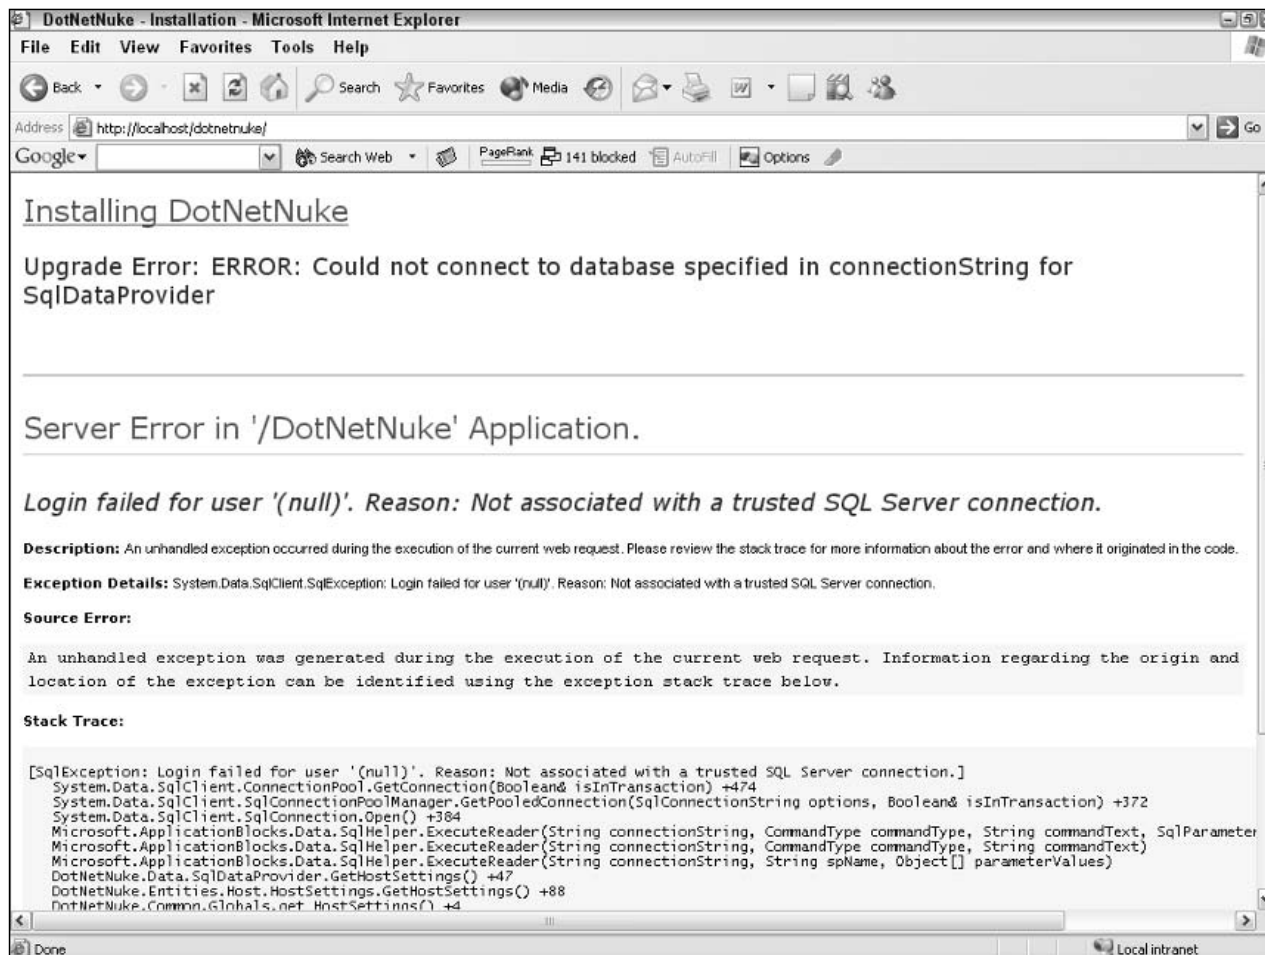 DotNetNuke - Installation - Microsoft Internet Explorer
File Edit View Favorites Tools Help
Back Search Favorites Media
Address http://localhost/dotnetnuke/ Go
Google Search Web PageRank 141 blocked AutoFill Options
Installing DotNetNuke
Upgrade Error: ERROR: Could not connect to database specified in connectionString for
SqlDataProvider
Server Error in '/DotNetNuke' Application.
Login failed for user '(null)'. Reason: Not associated with a trusted SQL Server connection.
Description: An unhandled exception occurred during the execution of the current web request. Please review the stack trace for more information about the error and where it originated in the code.
Exception Details: System.Data.SqlClient.SqlException: Login failed for user '(null)'. Reason: Not associated with a trusted SQL Server connection.
Source Error:
An unhandled exception was generated during the execution of the current web request. Information regarding the origin and
location of the exception can be identified using the exception stack trace below.
Stack Trace:
[SqlException: Login failed for user '(null)'. Reason: Not associated with a trusted SQL Server connection.]
System.Data.SqlClient.ConnectionPool.GetConnection(Boolean& isInTransaction) +474
System.Data.SqlClient.SqlConnectionPoolManager.GetPooledConnection(SqlConnectionString options, Boolean& isInTransaction) +372
System.Data.SqlClient.SqlConnection.Open() +384
Microsoft.ApplicationBlocks.Data.SqlHelper.ExecuteReader(String connectionString, CommandType commandType, String commandText, SqlParameter
Microsoft.ApplicationBlocks.Data.SqlHelper.ExecuteReader(String connectionString, CommandType commandType, String commandText)
Microsoft.ApplicationBlocks.Data.SqlHelper.ExecuteReader(String connectionString, String spName, Object[] parameterValues)
DotNetNuke.Data.SqlDataProvider.GetHostSettings() +47
DotNetNuke.Entities.Host.HostSettings.GetHostSettings() +88
DotNetNuke.Common.Globals.get_HostSettings() +4
Done Local intranet